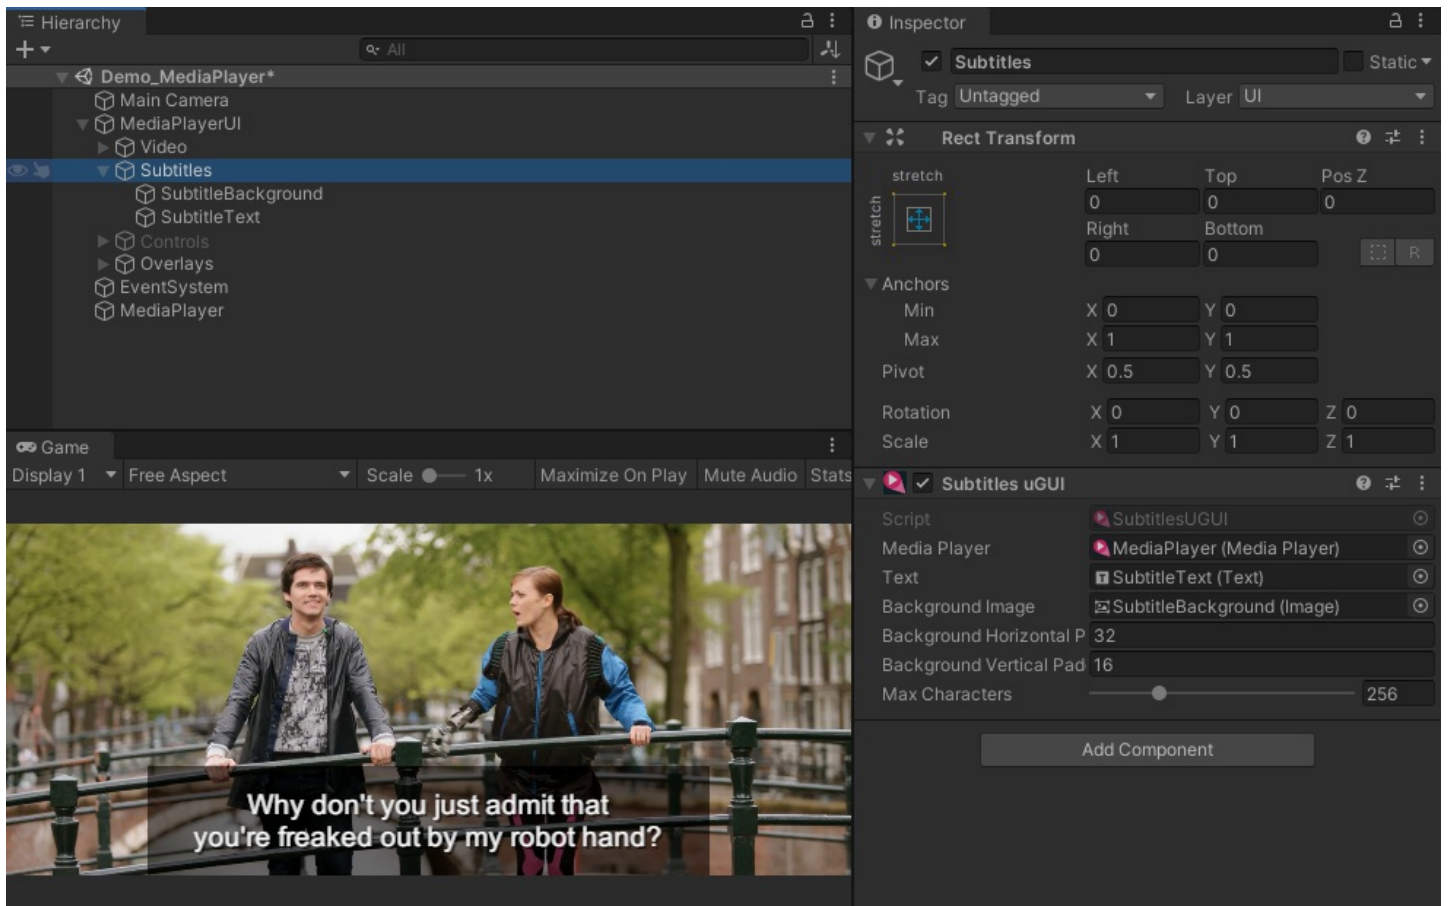 Hierarchy
All
Demo_MediaPlayer*
Main Camera
MediaPlayerUI
Video
Subtitles
SubtitleBackground
SubtitleText
Controls
Overlays
EventSystem
MediaPlayer
Game
Display 1 Free Aspect Scale 1x Maximize On Play Mute Audio Stats
Why don't you just admit that
you're freaked out by my robot hand?
Inspector
Subtitles Static
Tag Untagged Layer UI
Rect Transform
stretch Left Top Pos Z
stretch 0 0 0
Right Bottom
0 0 R
Anchors
Min X 0 Y 0
Max X 1 Y 1
Pivot X 0.5 Y 0.5
Rotation X 0 Y 0 Z 0
Scale X 1 Y 1 Z 1
Subtitles uGUI
Script SubtitlesUGUI
Media Player MediaPlayer (Media Player)
Text SubtitleText (Text)
Background Image SubtitleBackground (Image)
Background Horizontal P 32
Background Vertical Pad 16
Max Characters 256
Add Component